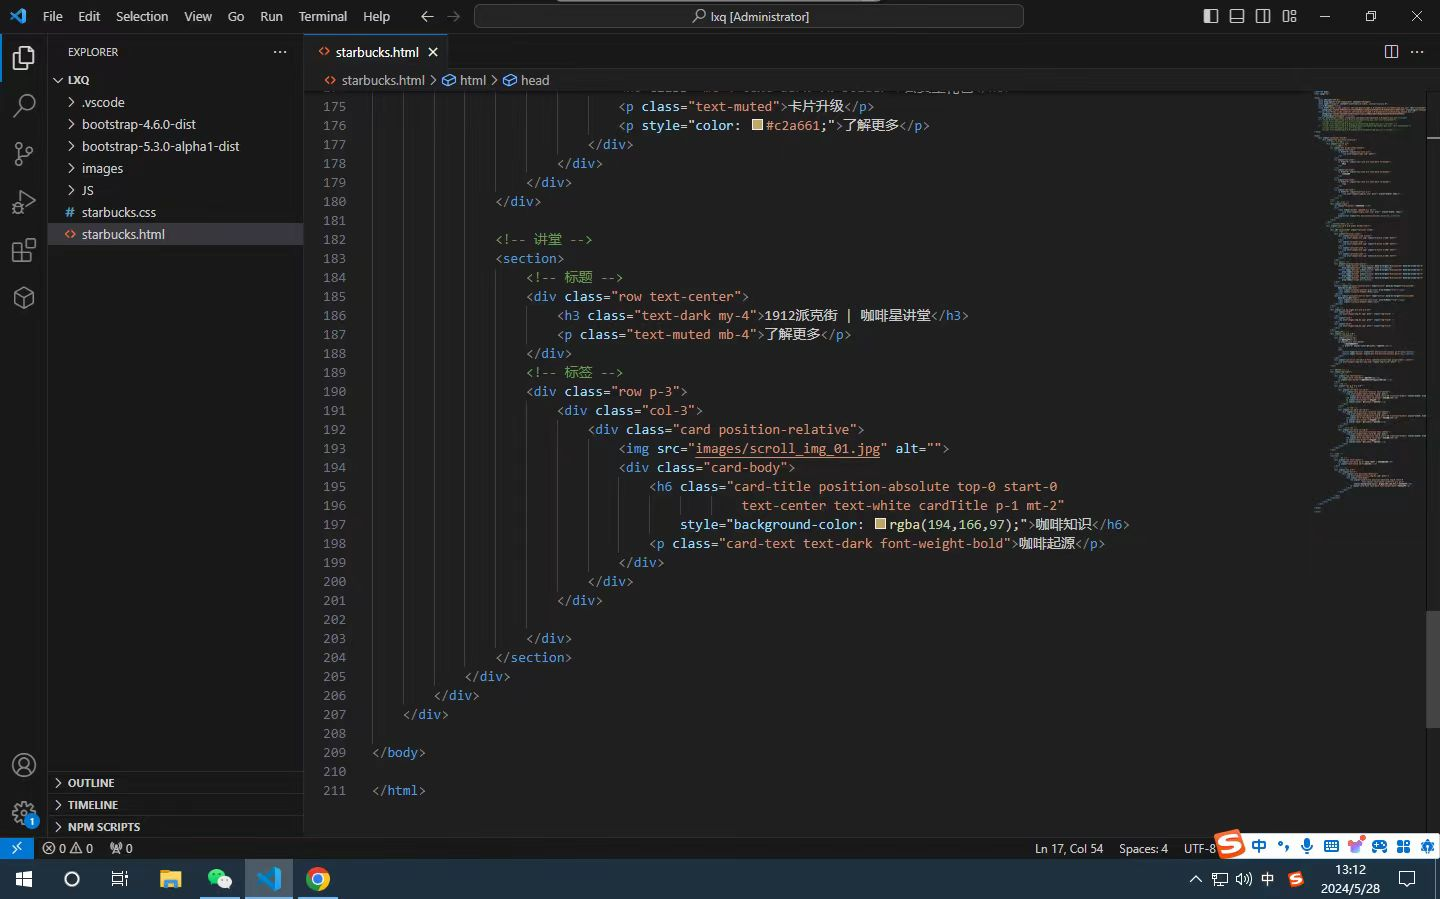 File Edit Selection View Go Run Terminal Help
lxq [Administrator]
EXPLORER
starbucks.html
LXQ
.vscode
bootstrap-4.6.0-dist
bootstrap-5.3.0-alpha1-dist
images
JS
# starbucks.css
starbucks.html
OUTLINE
TIMELINE
NPM SCRIPTS
starbucks.html > html > head
175 <p class="text-muted">卡片升级</p>
176 <p style="color: #c2a661;">了解更多</p>
177 </div>
178 </div>
179 </div>
180 </div>
181
182 <!-- 讲堂 -->
183 <section>
184 <!-- 标题 -->
185 <div class="row text-center">
186 <h3 class="text-dark my-4">1912派克街 | 咖啡星讲堂</h3>
187 <p class="text-muted mb-4">了解更多</p>
188 </div>
189 <!-- 标签 -->
190 <div class="row p-3">
191 <div class="col-3">
192 <div class="card position-relative">
193 <img src="images/scroll_img_01.jpg" alt="">
194 <div class="card-body">
195 <h6 class="card-title position-absolute top-0 start-0
196 text-center text-white cardTitle p-1 mt-2"
197 style="background-color: rgba(194,166,97);">咖啡知识</h6>
198 <p class="card-text text-dark font-weight-bold">咖啡起源</p>
199 </div>
200 </div>
201 </div>
202
203 </div>
204 </section>
205 </div>
206 </div>
207 </div>
208
209 </body>
210
211 </html>
1
0 0 0
Ln 17, Col 54 Spaces: 4 UTF-8
中
中
13:12
2024/5/28